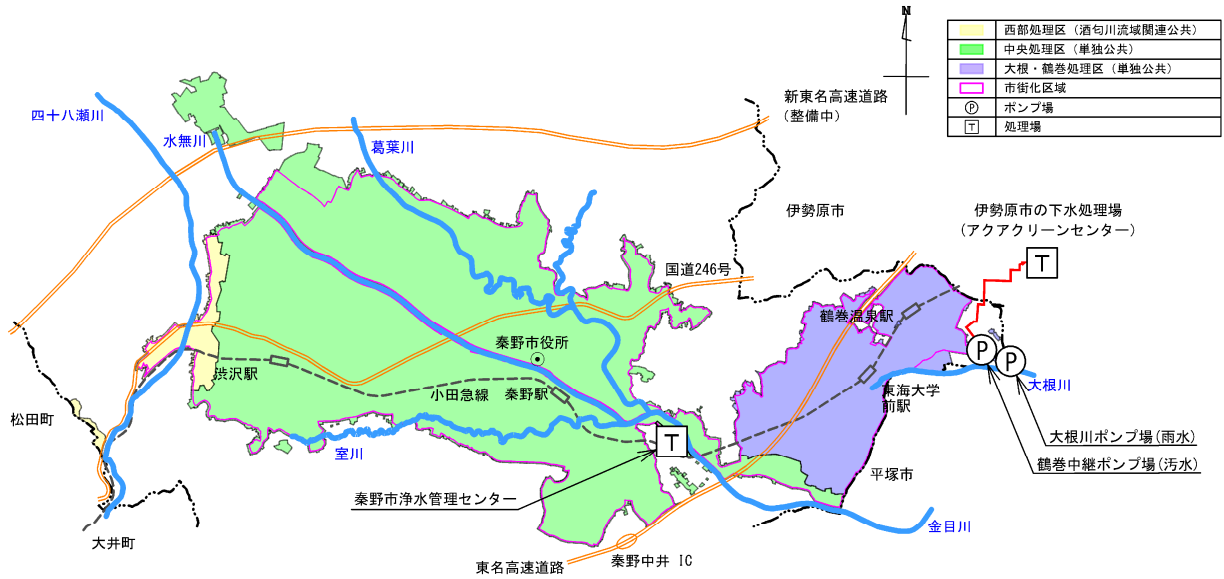 N
西部処理区（酒匂川流域関連公共）
中央処理区（単独公共）
大根・鶴巻処理区（単独公共）
市街化区域
P
ポンプ場
T
処理場
四十八瀬川
水無川
葛葉川
新東名高速道路
(整備中)
伊勢原市
伊勢原市の下水処理場
(アクアクリーンセンター)
T
国道246号
鶴巻温泉駅
秦野市役所
渋沢駅
小田急線
秦野駅
東海大学
前駅
P
P
大根川
松田町
室川
T
大根川ポンプ場(雨水)
鶴巻中継ポンプ場(汚水)
平塚市
秦野市浄水管理センター
金目川
大井町
東名高速道路
秦野中井 IC